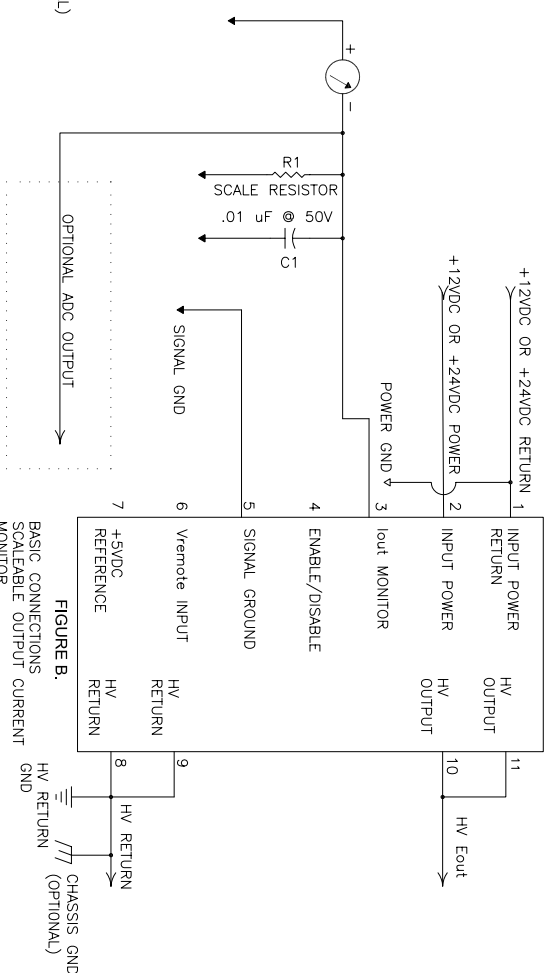 L)
+
–
R1
SCALE RESISTOR
.01 uF @ 50V
C1
OPTIONAL ADC OUTPUT
SIGNAL GND
+12VDC OR +24VDC RETURN
+12VDC OR +24VDC POWER
POWER GND
1
INPUT POWER
RETURN
2
INPUT POWER
3
Iout MONITOR
4
ENABLE/DISABLE
5
SIGNAL GROUND
6
Vremote INPUT
7
+5VDC
REFERENCE
HV
OUTPUT
11
HV
OUTPUT
10
HV
RETURN
9
HV
RETURN
8
HV Eout
HV RETURN
HV RETURN
GND
CHASSIS GND
(OPTIONAL)
FIGURE B.
BASIC CONNECTIONS
SCALEABLE OUTPUT CURRENT
MONITOR